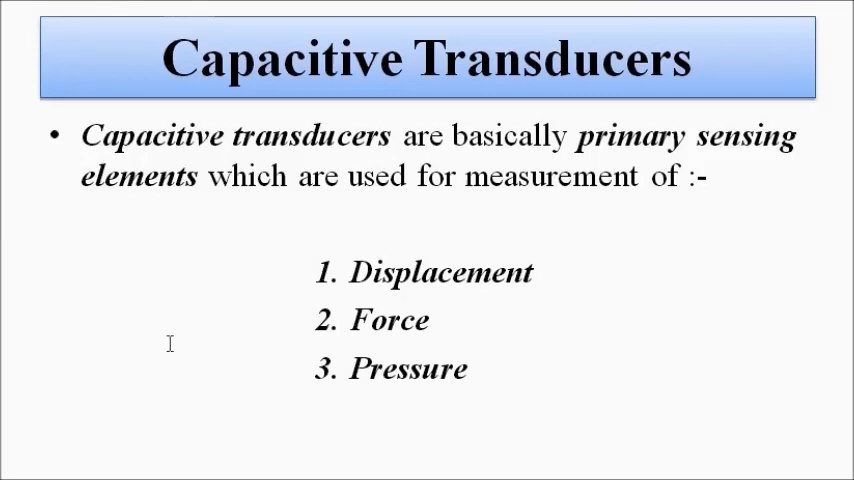 Capacitive Transducers
• Capacitive transducers are basically primary sensing
elements which are used for measurement of :-
1. Displacement
2. Force
3. Pressure